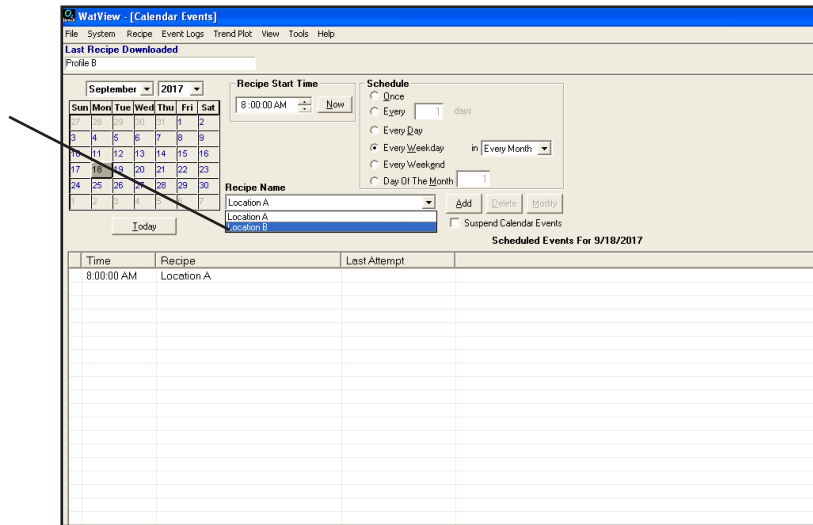 WatView - [Calendar Events]
File System Recipe Event Logs Trend Plot View Tools Help
Last Recipe Downloaded
Profile B
September 2017
Sun Mon Tue Wed Thu Fri Sat
27 28 29 30 31 1 2
3 4 5 6 7 8 9
10 11 12 13 14 15 16
17 18 19 20 21 22 23
24 25 26 27 28 29 30
1 2 3 4 5 6 7
Today
Recipe Start Time
8:00:00 AM Now
Schedule
Once
Every 1 days
Every Day
Every Weekday in Every Month
Every Weekend
Day Of The Month 1
Recipe Name
Location A
Location A
Location B
Add Delete Modify
Suspend Calendar Events
Scheduled Events For 9/18/2017
Time Recipe Last Attempt
8:00:00 AM Location A